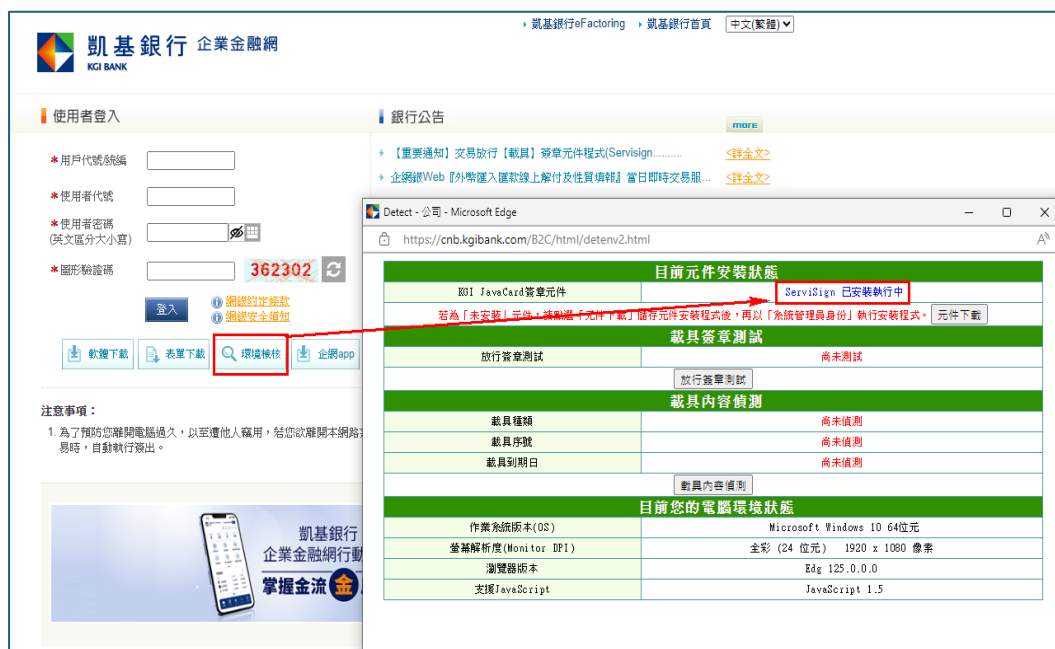 凱基銀行eFactoring 凱基銀行首頁 中文(繁體)
凱基銀行 企業金融網
KGI BANK
使用者登入
*用戶代號/統編
*使用者代號
*使用者密碼
(英文區分大小寫)
*圖形驗證碼 362302
登入 網銀約定條款
網銀安全須知
軟體下載 表單下載 環境檢核 企網app
注意事項：
1. 為了預防您離開電腦過久，以至遭他人竊用，若您欲離開本網路
易時，自動執行簽出。
凱基銀行
企業金融網行動
掌握金流 金
銀行公告 more
【重要通知】交易放行【載具】簽章元件程式(Servisign.......... <詳全文>
企網銀Web『外幣匯入匯款線上解付及性質填報』當日即時交易服... <詳全文>
Detect - 公司 - Microsoft Edge
https://cnb.kgibank.com/B2C/html/detenv2.html
目前元件安裝狀態
KGI JavaCard簽章元件 ServiSign 已安裝執行中
若為「未安裝」元件，請點選「元件下載」儲存元件安裝程式後，再以「系統管理員身份」執行安裝程式。 元件下載
載具簽章測試
放行簽章測試 尚未測試
放行簽章測試
載具內容偵測
載具種類 尚未偵測
載具序號 尚未偵測
載具到期日 尚未偵測
載具內容偵測
目前您的電腦環境狀態
作業系統版本(OS) Microsoft Windows 10 64位元
螢幕解析度(Monitor DPI) 全彩 (24 位元) 1920 x 1080 像素
瀏覽器版本 Edg 125.0.0.0
支援JavaScript JavaScript 1.5